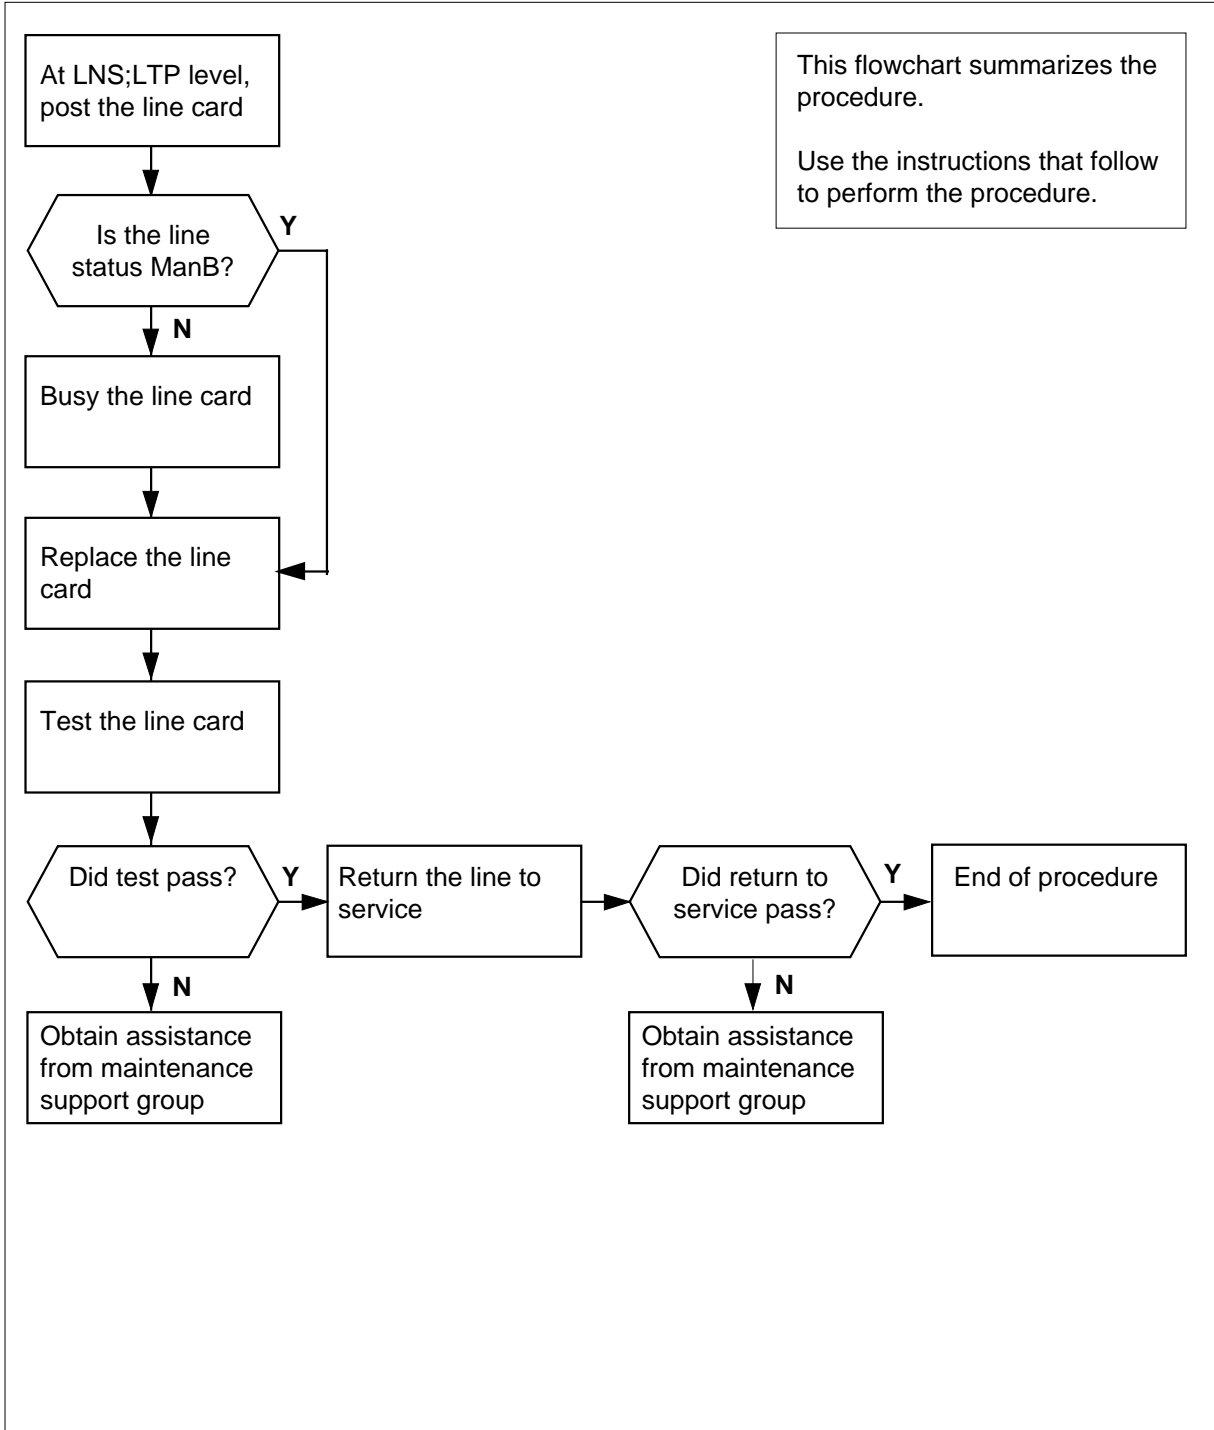 At LNS;LTP level,
post the line card
This flowchart summarizes the
procedure.
Use the instructions that follow
to perform the procedure.
Is the line
status ManB?
Y
N
Busy the line card
Replace the line
card
Test the line card
Did test pass?
Y
Return the line to
service
Did return to
service pass?
Y
End of procedure
N
Obtain assistance
from maintenance
support group
N
Obtain assistance
from maintenance
support group